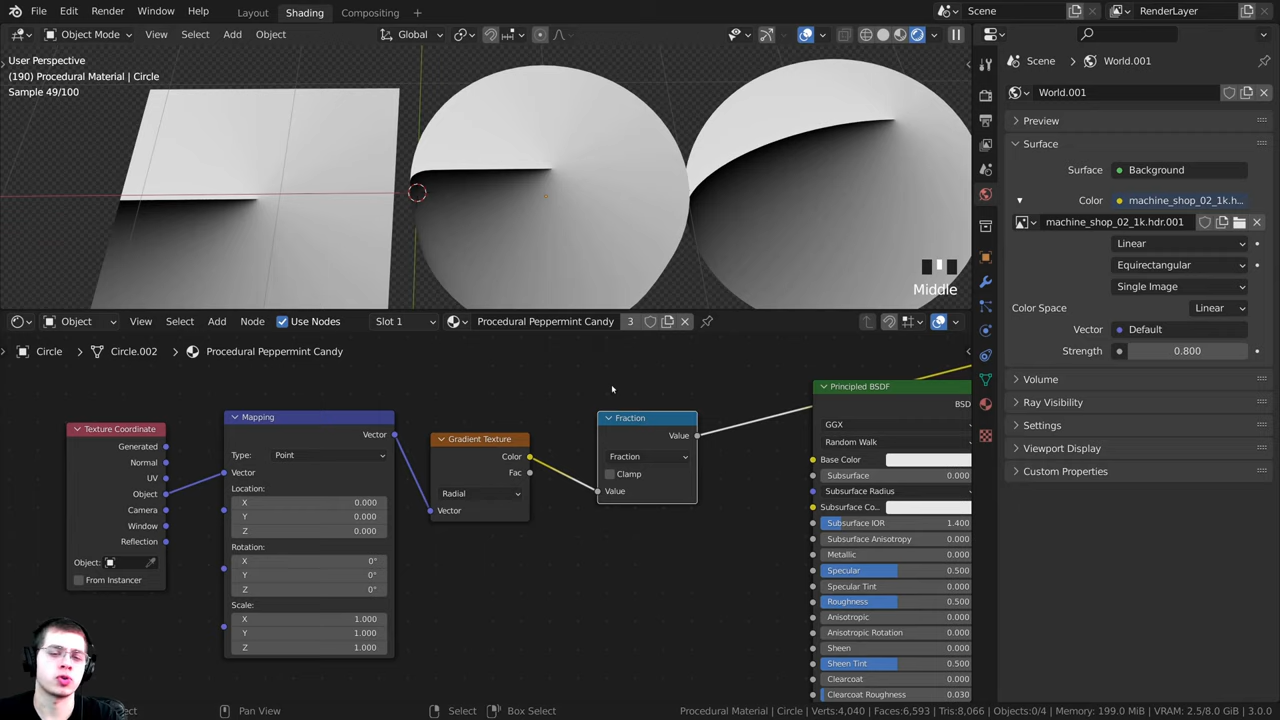 File Edit Render Window Help Layout Shading Compositing + Scene RenderLayer
Object Mode View Select Add Object Global
User Perspective
(190) Procedural Material | Circle
Sample 49/100
Middle
Scene World.001
World.001
Preview
Surface
Surface Background
Color machine_shop_02_1k.h...
machine_shop_02_1k.hdr.001
Linear
Equirectangular
Single Image
Color Space Linear
Vector Default
Strength 0.800
Volume
Ray Visibility
Settings
Viewport Display
Custom Properties
Object View Select Add Node Use Nodes Slot 1 Procedural Peppermint Candy 3
Circle > Circle.002 > Procedural Peppermint Candy
Texture Coordinate
Generated
Normal
UV
Object
Camera
Window
Reflection
Object:
From Instancer
Mapping
Vector
Type: Point
Vector
Location:
X 0.000
Y 0.000
Z 0.000
Rotation:
X 0°
Y 0°
Z 0°
Scale:
X 1.000
Y 1.000
Z 1.000
Gradient Texture
Color
Fac
Radial
Vector
Fraction
Value
Fraction
Clamp
Value
Principled BSDF
BSD
GGX
Random Walk
Base Color
Subsurface 0.000
Subsurface Radius
Subsurface Co...
Subsurface IOR 1.400
Subsurface Anisotropy 0.000
Metallic 0.000
Specular 0.500
Specular Tint 0.000
Roughness 0.500
Anisotropic 0.000
Anisotropic Rotation 0.000
Sheen 0.000
Sheen Tint 0.500
Clearcoat 0.000
Clearcoat Roughness 0.030
Pan View Select Box Select Procedural Material | Circle | Verts:4,040 | Faces:6,593 | Tris:8,066 | Objects:0/4 | Memory: 199.0 MiB | VRAM: 2.5/8.0 GiB | 3.0.0